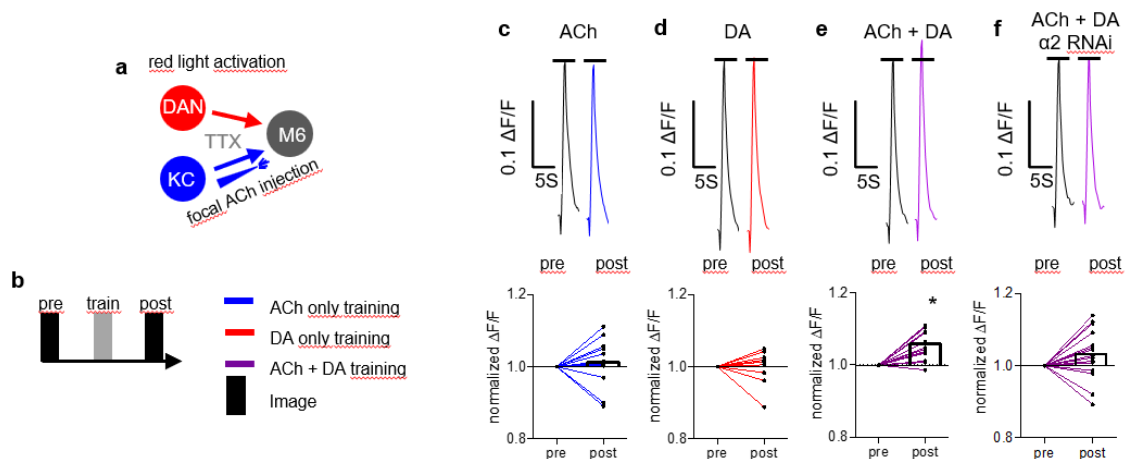 a
red light activation
DAN
TTX
M6
KC
focal ACh injection
b
pre train post
ACh only training
DA only training
ACh + DA training
Image
c
ACh
0.1 ΔF/F
5S
pre post
1.2
1.0
0.8
normalized ΔF/F
pre post
d
DA
0.1 ΔF/F
5S
pre post
1.2
1.0
0.8
normalized ΔF/F
pre post
e
ACh + DA
0.1 ΔF/F
5S
pre post
1.2
1.0
0.8
normalized ΔF/F
*
pre post
f
ACh + DA
α2 RNAi
0.1 ΔF/F
5S
pre post
1.2
1.0
0.8
normalized ΔF/F
pre post